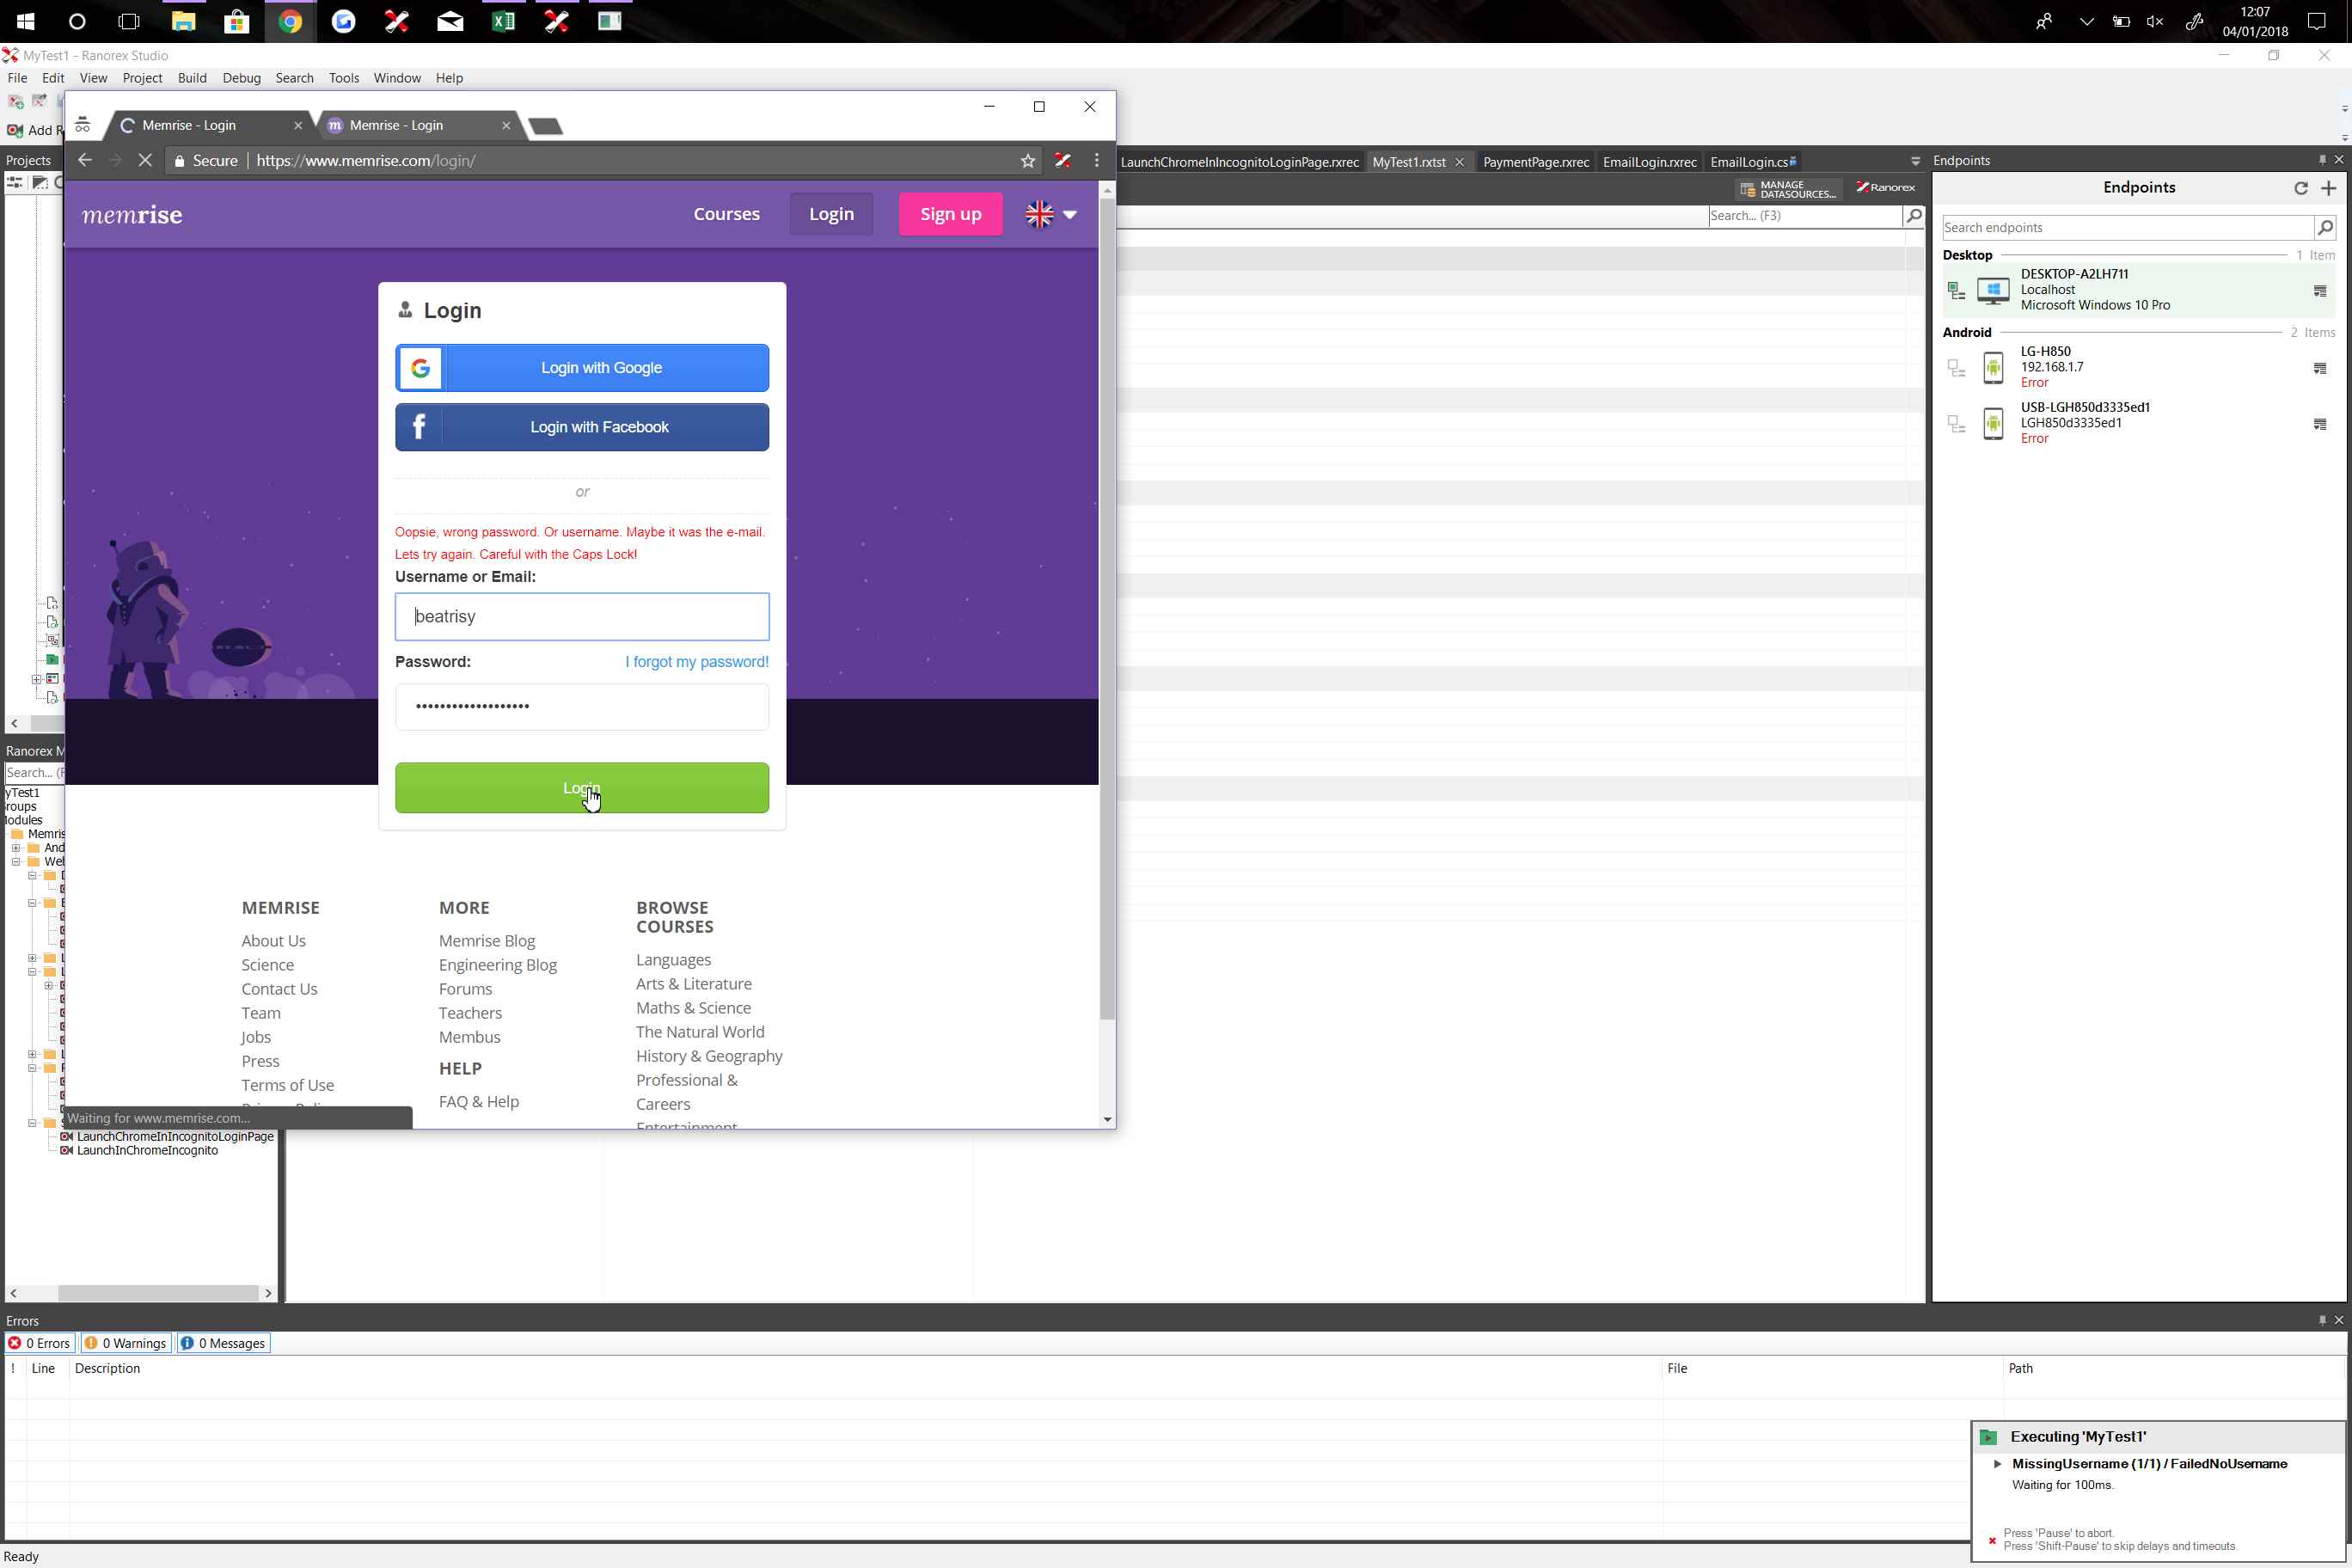 12:07
04/01/2018
MyTest1 - Ranorex Studio
File Edit View Project Build Debug Search Tools Window Help
Add
Memrise - Login
Memrise - Login
Secure https://www.memrise.com/login/
Projects
LaunchChromeInIncognitoLoginPage.rxrec MyTest1.rxtst PaymentPage.rxrec EmailLogin.rxrec EmailLogin.cs
MANAGE
DATASOURCES...
Ranorex
Search... (F3)
memrise
Courses Login Sign up
Login
G Login with Google
f Login with Facebook
or
Oopsie, wrong password. Or username. Maybe it was the e-mail.
Lets try again. Careful with the Caps Lock!
Username or Email:
beatrisy
Password: I forgot my password!
•••••••••••••••••••
Login
MEMRISE
About Us
Science
Contact Us
Team
Jobs
Press
Terms of Use
MORE
Memrise Blog
Engineering Blog
Forums
Teachers
Membus
HELP
FAQ & Help
BROWSE
COURSES
Languages
Arts & Literature
Maths & Science
The Natural World
History & Geography
Professional &
Careers
Entertainment
Waiting for www.memrise.com...
Ranorex M
Search...
yTest1
roups
odules
Memris
And
We
LaunchChromeInIncognitoLoginPage
LaunchInChromeIncognito
Endpoints
Endpoints
Search endpoints
Desktop 1 Item
DESKTOP-A2LH711
Localhost
Microsoft Windows 10 Pro
Android 2 Items
LG-H850
192.168.1.7
Error
USB-LGH850d3335ed1
LGH850d3335ed1
Error
Errors
0 Errors 0 Warnings 0 Messages
! Line Description File Path
Executing 'MyTest1'
MissingUsername (1/1) / FailedNoUsername
Waiting for 100ms.
Press 'Pause' to abort.
Press 'Shift-Pause' to skip delays and timeouts.
Ready